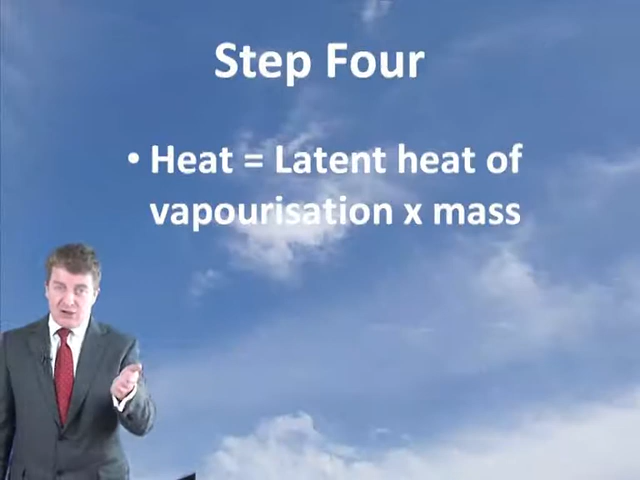 Step Four
• Heat = Latent heat of
vapourisation x mass